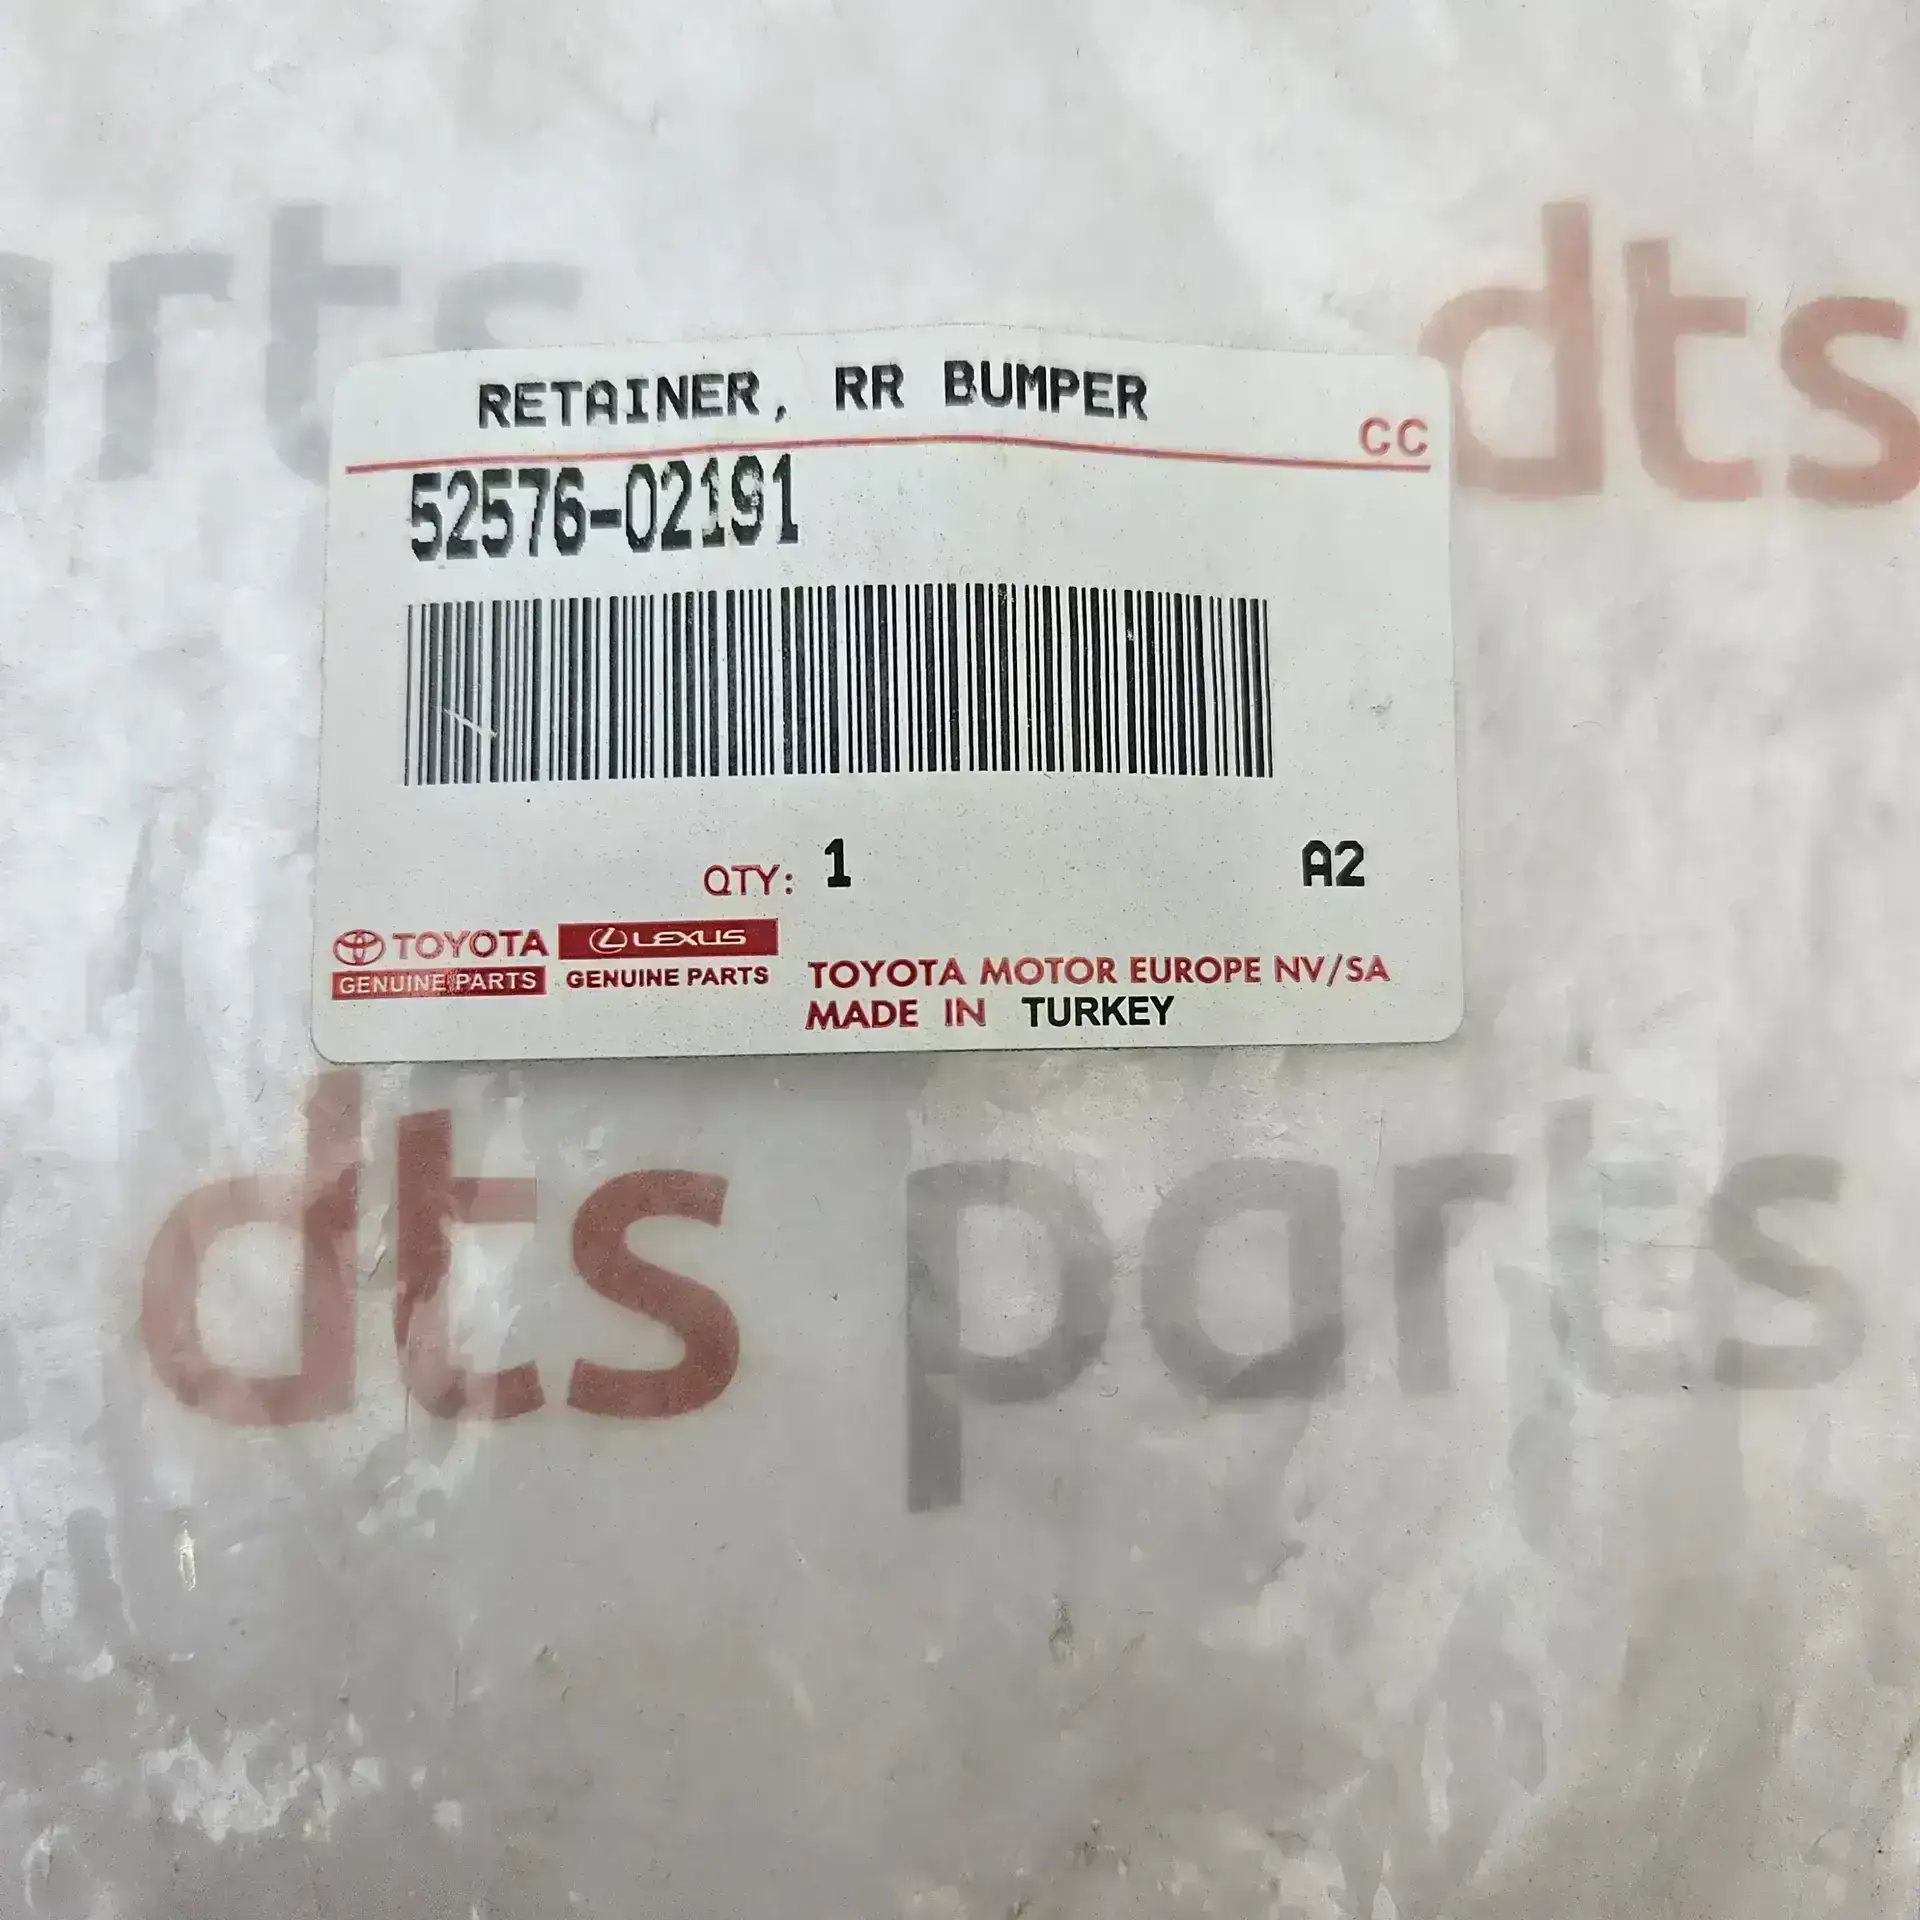 arts
dts
RETAINER, RR BUMPER
CC
52576-02191
QTY: 1
A2
TOYOTA
GENUINE PARTS
LEXUS
GENUINE PARTS
TOYOTA MOTOR EUROPE NV/SA
MADE IN TURKEY
dts parts